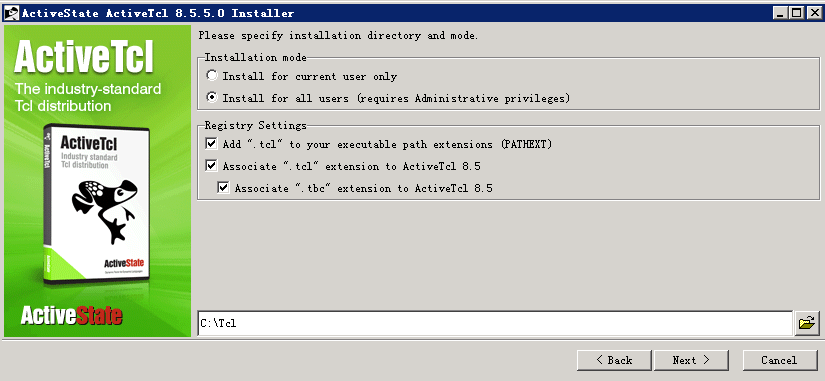 ActiveState ActiveTcl 8.5.5.0 Installer
ActiveTcl
The industry-standard
Tcl distribution
ActiveTcl
ActiveTcl
Industry standard
Tcl distribution
ActiveState
ActiveState
Please specify installation directory and mode.
Installation mode
Install for current user only
Install for all users (requires Administrative privileges)
Registry Settings
Add ".tcl" to your executable path extensions (PATHEXT)
Associate ".tcl" extension to ActiveTcl 8.5
Associate ".tbc" extension to ActiveTcl 8.5
C:\Tcl
< Back
Next >
Cancel